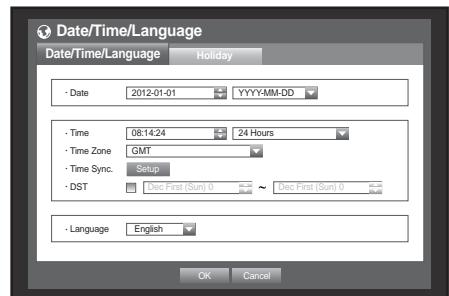 Date/Time/Language
Date/Time/Language Holiday
· Date 2012-01-01 YYYY-MM-DD
· Time 08:14:24 24 Hours
· Time Zone GMT
· Time Sync. Setup
· DST Dec First (Sun) 0 ~ Dec First (Sun) 0
· Language English
OK Cancel